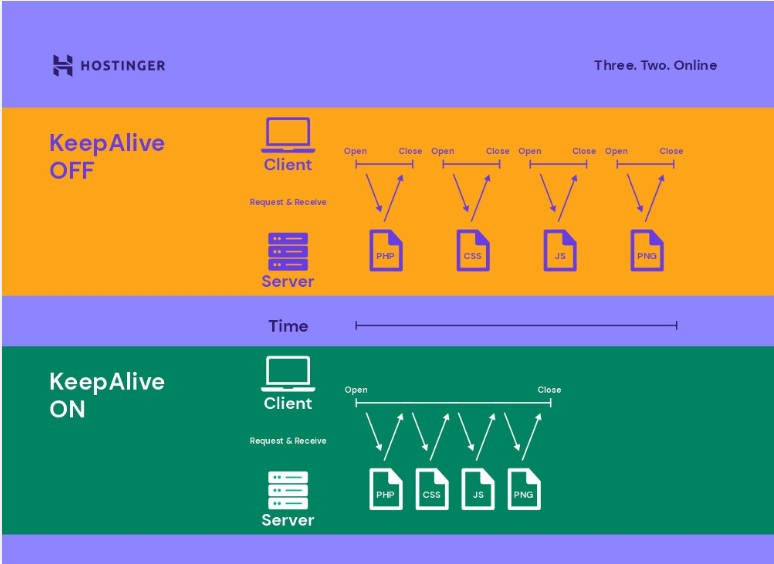 HOSTINGER
Three. Two. Online
KeepAlive
OFF
Client
Request & Receive
Server
Open Close Open Close Open Close Open Close
PHP CSS JS PNG
Time
KeepAlive
ON
Client
Request & Receive
Server
Open Close
PHP CSS JS PNG